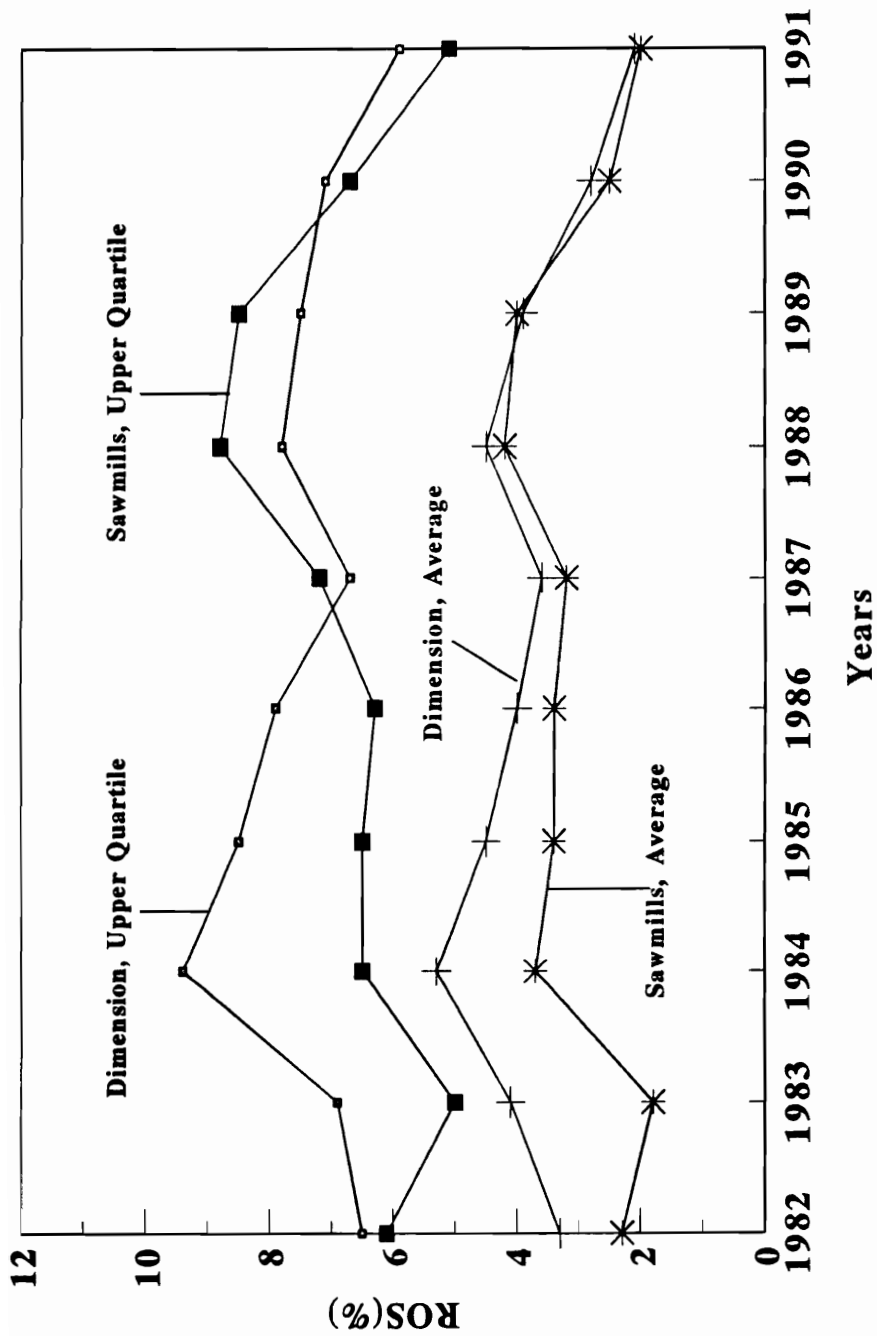 12
10
8
6
4
2
0
ROS(%)
Dimension, Upper Quartile
Sawmills, Upper Quartile
Dimension, Average
Sawmills, Average
1982
1983
1984
1985
1986
1987
1988
1989
1990
1991
Years